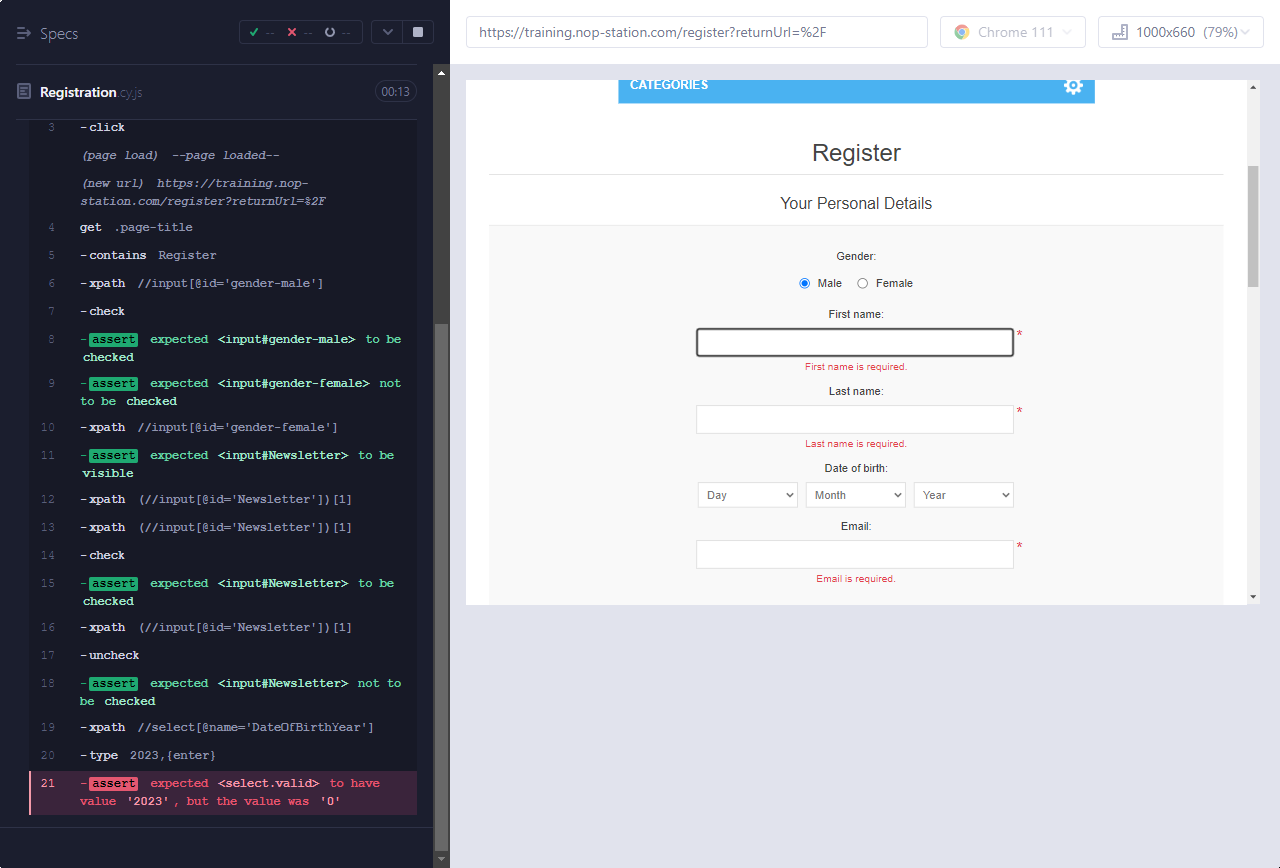 Specs
-- -- --
Registration.cy.js
00:13
3 -click
(page load) --page loaded--
(new url) https://training.nop-
station.com/register?returnUrl=%2F
4 get .page-title
5 -contains Register
6 -xpath //input[@id='gender-male']
7 -check
8 -assert expected <input#gender-male> to be
checked
9 -assert expected <input#gender-female> not
to be checked
10 -xpath //input[@id='gender-female']
11 -assert expected <input#Newsletter> to be
visible
12 -xpath (//input[@id='Newsletter'])[1]
13 -xpath (//input[@id='Newsletter'])[1]
14 -check
15 -assert expected <input#Newsletter> to be
checked
16 -xpath (//input[@id='Newsletter'])[1]
17 -uncheck
18 -assert expected <input#Newsletter> not to
be checked
19 -xpath //select[@name='DateOfBirthYear']
20 -type 2023,{enter}
21 -assert expected <select.valid> to have
value '2023', but the value was '0'
https://training.nop-station.com/register?returnUrl=%2F
Chrome 111
1000x660 (79%)
CATEGORIES
Register
Your Personal Details
Gender:
Male Female
First name:
*
First name is required.
Last name:
*
Last name is required.
Date of birth:
Day Month Year
Email:
*
Email is required.